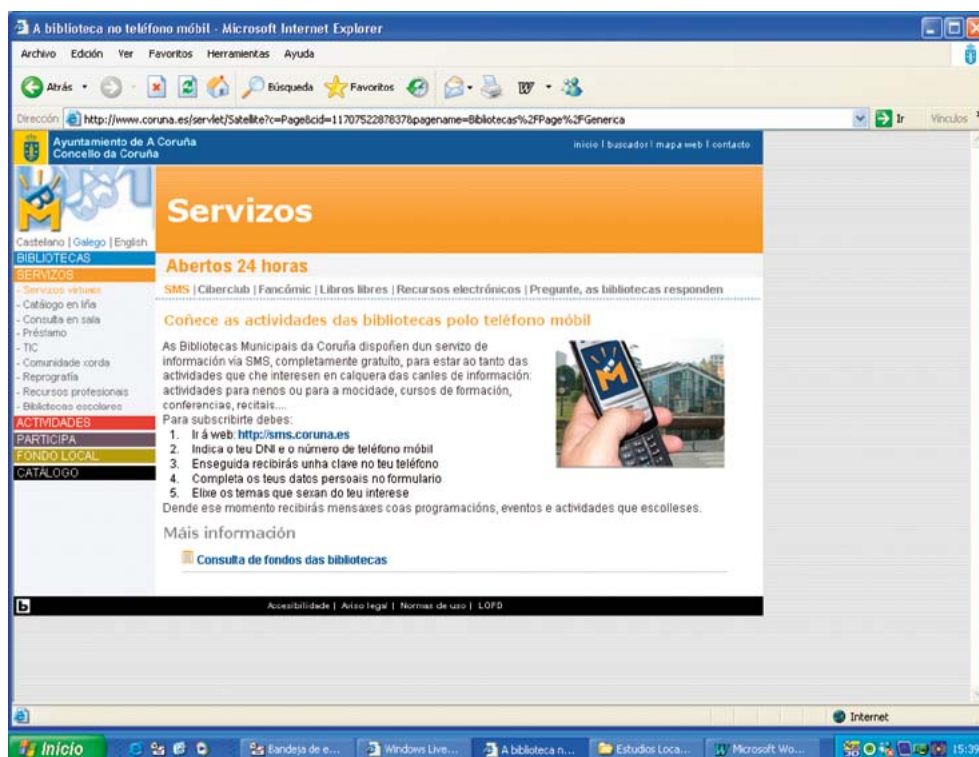 A biblioteca no teléfono móbil - Microsoft Internet Explorer
Archivo Edción Ver Favoritos Herramientas Ayuda
Atrás Búsqueda Favoritos
Dirección http://www.coruna.es/servlet/Satellite?c=Page&cid=1170752287837&pagename=Bibliotecas%2FPage%2FGenerica Ir Vínculos
Ayuntamiento de A Coruña
Concello da Coruña
inicio | buscador | mapa web | contacto
BM
Servizos
Castellano | Galego | English
BIBLIOTECAS
SERVIZOS
- Servizos virtuais
- Catálogo en liña
- Consulta en sala
- Préstamo
- TIC
- Comunidade xorda
- Reprografía
- Recursos profesionais
- Bibliotecas escolares
ACTIVIDADES
PARTICIPA
FONDO LOCAL
CATÁLOGO
Abertos 24 horas
SMS | Ciberclub | Fancómic | Libros libres | Recursos electrónicos | Pregunte, as bibliotecas responden
Coñece as actividades das bibliotecas polo teléfono móbil
As Bibliotecas Municipais da Coruña dispoñen dun servizo de
información vía SMS, completamente gratuíto, para estar ao tanto das
actividades que che interesen en calquera das canles de información:
actividades para nenos ou para a mocidade, cursos de formación,
conferencias, recitais....
Para subscribirte debes:
1. Ir á web: http://sms.coruna.es
2. Indica o teu DNI e o número de teléfono móbil
3. Enseguida recibirás unha clave no teu teléfono
4. Completa os teus datos persoais no formulario
5. Elixe os temas que sexan do teu interese
Dende ese momento recibirás mensaxes coas programacións, eventos e actividades que escolleses.
Máis información
Consulta de fondos das bibliotecas
Accesibilidade | Aviso legal | Normas de uso | LOPD
Internet
Inicio Bandeja de e... Windows Live... A biblioteca n... Estudios Loca... Microsoft Wo... 15:39